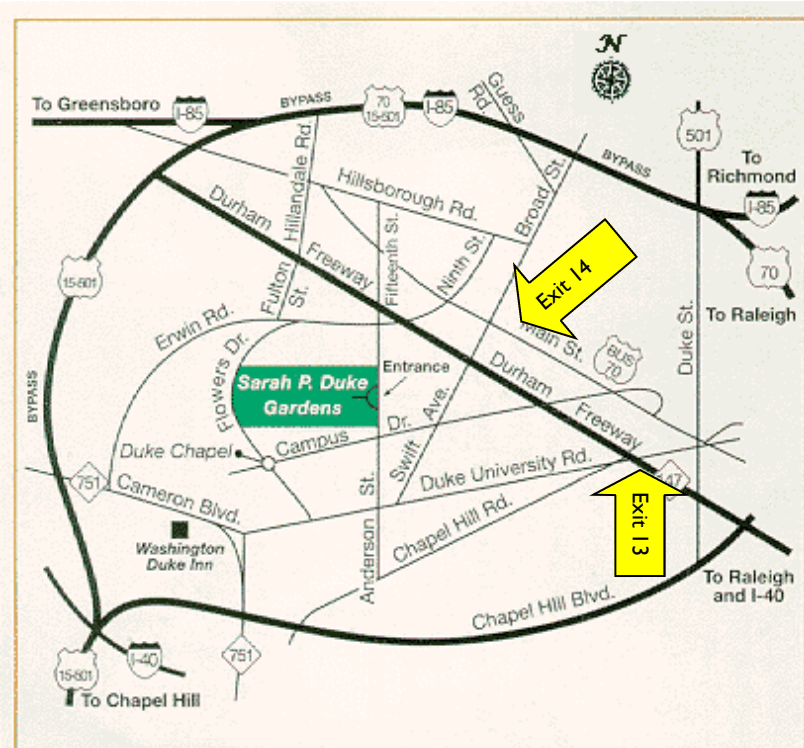 N
To Greensboro
I-85
BYPASS
70
15-501
I-85
Guess
Rd.
501
BYPASS
To
Richmond
I-85
70
To Raleigh
Hillandale Rd.
Hillsborough Rd.
Broad St.
Durham
Freeway
Fifteenth St.
Ninth St.
Exit 14
15-501
Fulton
St.
Erwin Rd.
Flowers Dr.
Main St.
BUS
70
Duke St.
Sarah P. Duke
Gardens
Entrance
Durham
Freeway
BYPASS
Duke Chapel
Campus
Dr.
Swift Ave.
751
Cameron Blvd.
Duke University Rd.
147
Exit 13
Washington
Duke Inn
Anderson St.
Chapel Hill Rd.
Chapel Hill Blvd.
To Raleigh
and I-40
751
I-40
15-501
To Chapel Hill